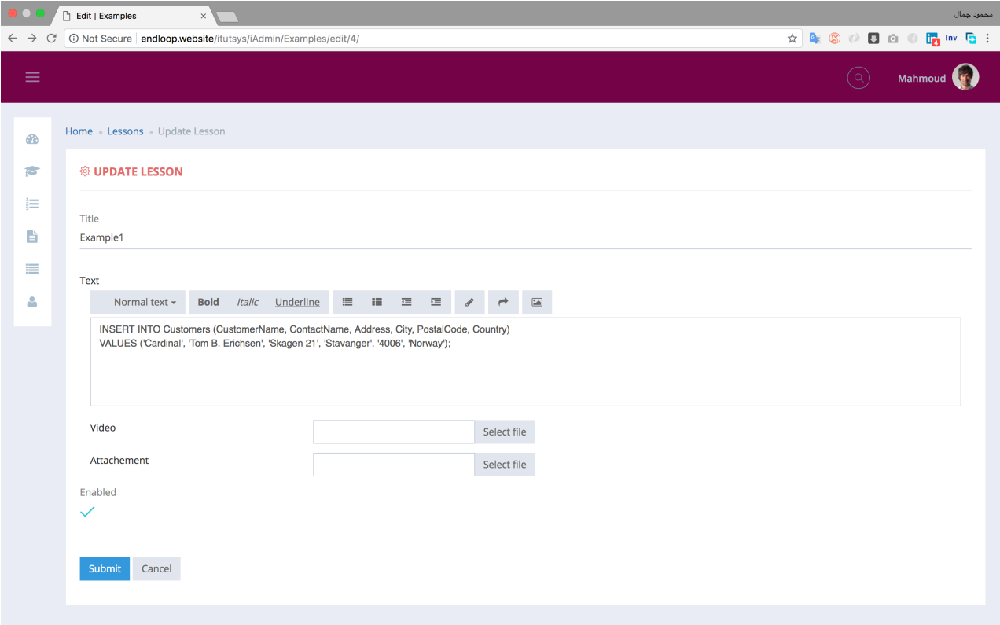 Edit | Examples
محمود جمال
Not Secure endloop.website/itutsys/iAdmin/Examples/edit/4/
4 Inv
Mahmoud
Home Lessons Update Lesson
UPDATE LESSON
Title
Example1
Text
Normal text Bold Italic Underline
INSERT INTO Customers (CustomerName, ContactName, Address, City, PostalCode, Country)
VALUES ('Cardinal', 'Tom B. Erichsen', 'Skagen 21', 'Stavanger', '4006', 'Norway');
Video Select file
Attachement Select file
Enabled
Submit Cancel